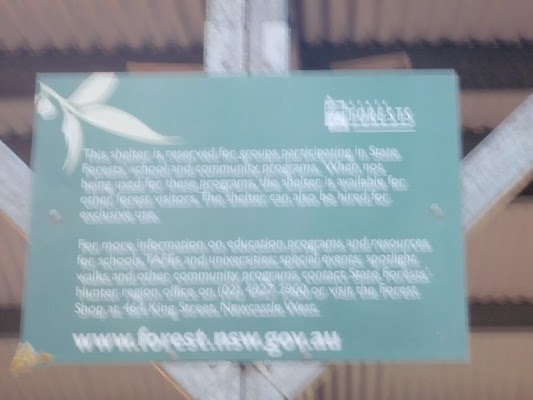 STATE
FORESTS
This shelter is reserved for groups participating in State
Forests' school and community programs. When not
being used for these programs, the shelter is available for
other forest visitors. The shelter can also be hired for
exclusive use.
For more information on education programs and resources
for schools, TAFEs and universities; special events, spotlight
walks and other community programs contact State Forests'
Hunter region office on (02) 4927 2900 or visit the Forest
Shop at 464 King Street, Newcastle West.
www.forest.nsw.gov.au